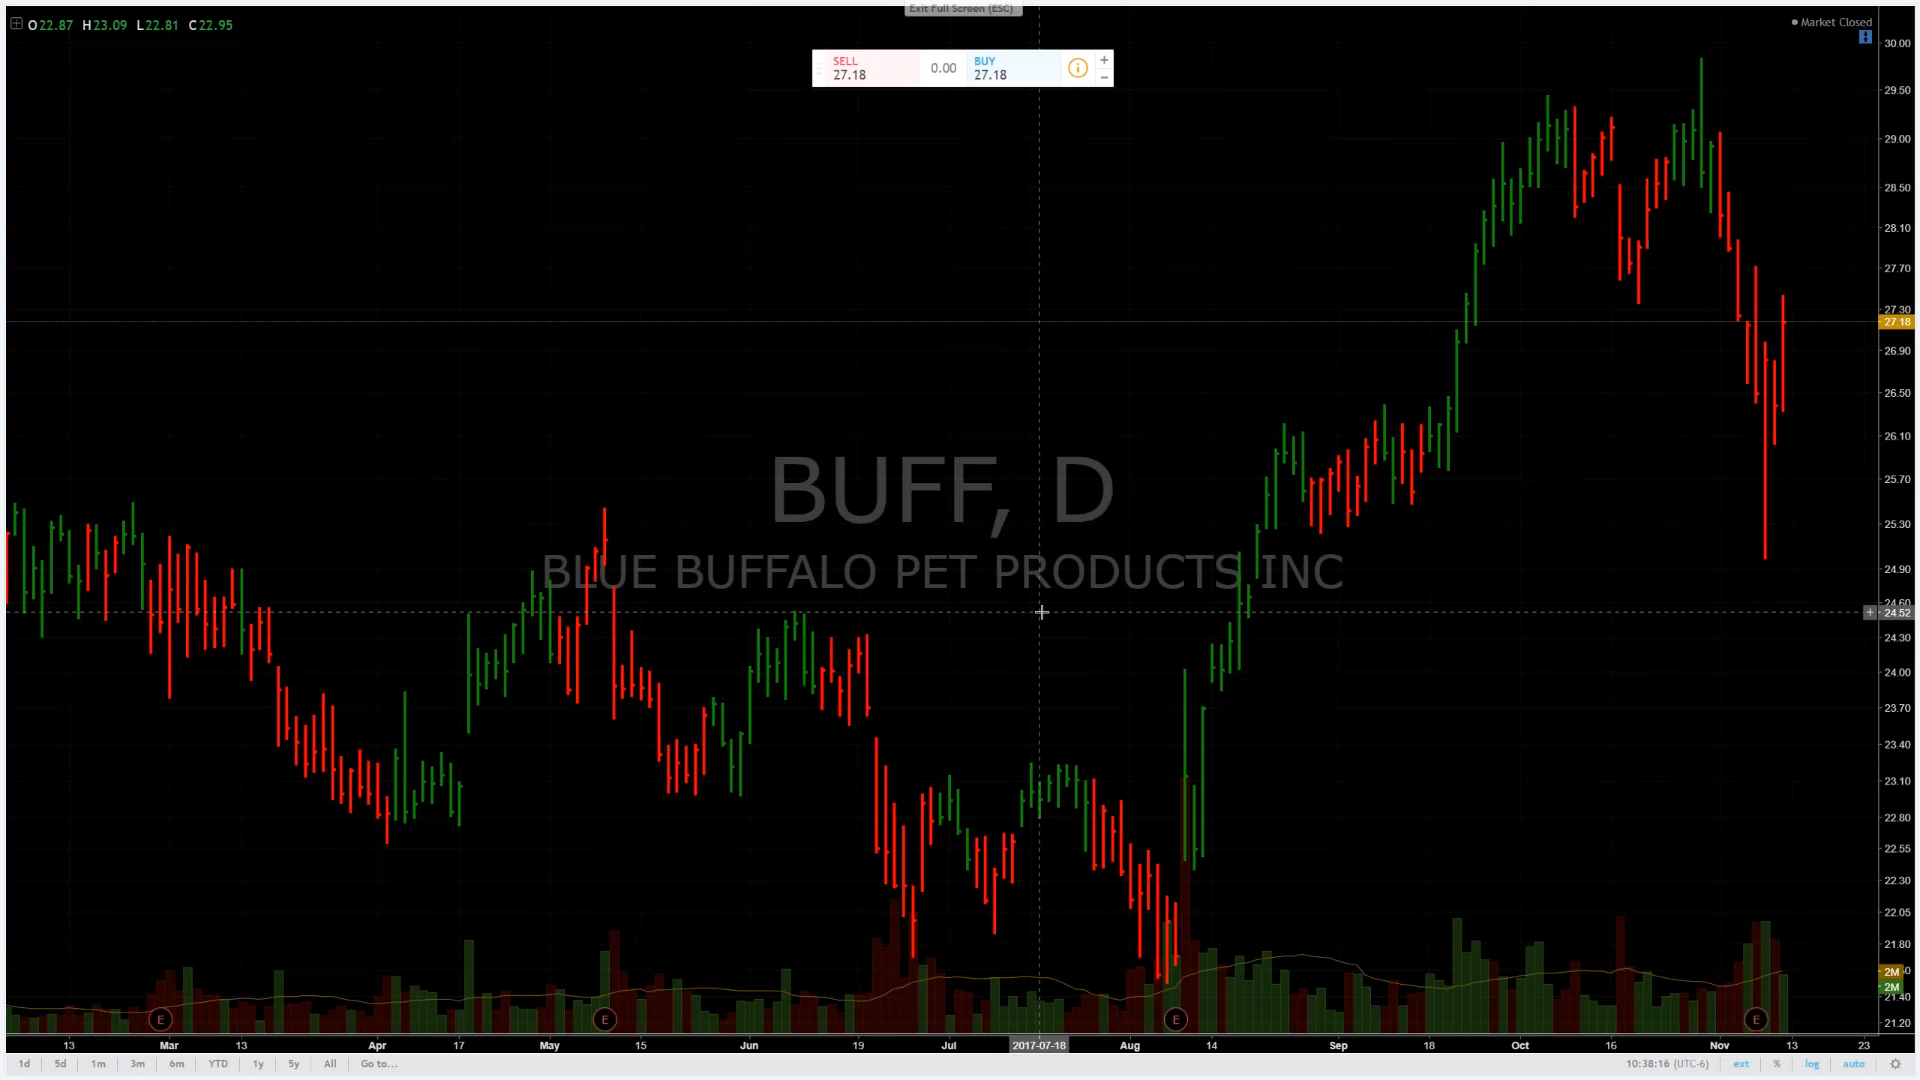 Exit Full Screen (ESC)
O22.87 H23.09 L22.81 C22.95
Market Closed
SELL
27.18
0.00
BUY
27.18
+
−
30.00
29.50
29.00
28.50
28.10
27.70
27.30
27.18
26.90
26.50
26.10
25.70
25.30
24.90
24.60
24.52
24.30
24.00
23.70
23.40
23.10
22.80
22.55
22.30
22.05
21.80
2M
2M
21.40
21.20
BUFF, D
BLUE BUFFALO PET PRODUCTS INC
E E E E
13 Mar 13 Apr 17 May 15 Jun 19 Jul 2017-07-18 Aug 14 Sep 18 Oct 16 Nov 13 23
1d 5d 1m 3m 6m YTD 1y 5y All Go to... 10:38:16 (UTC-6) ext % log auto